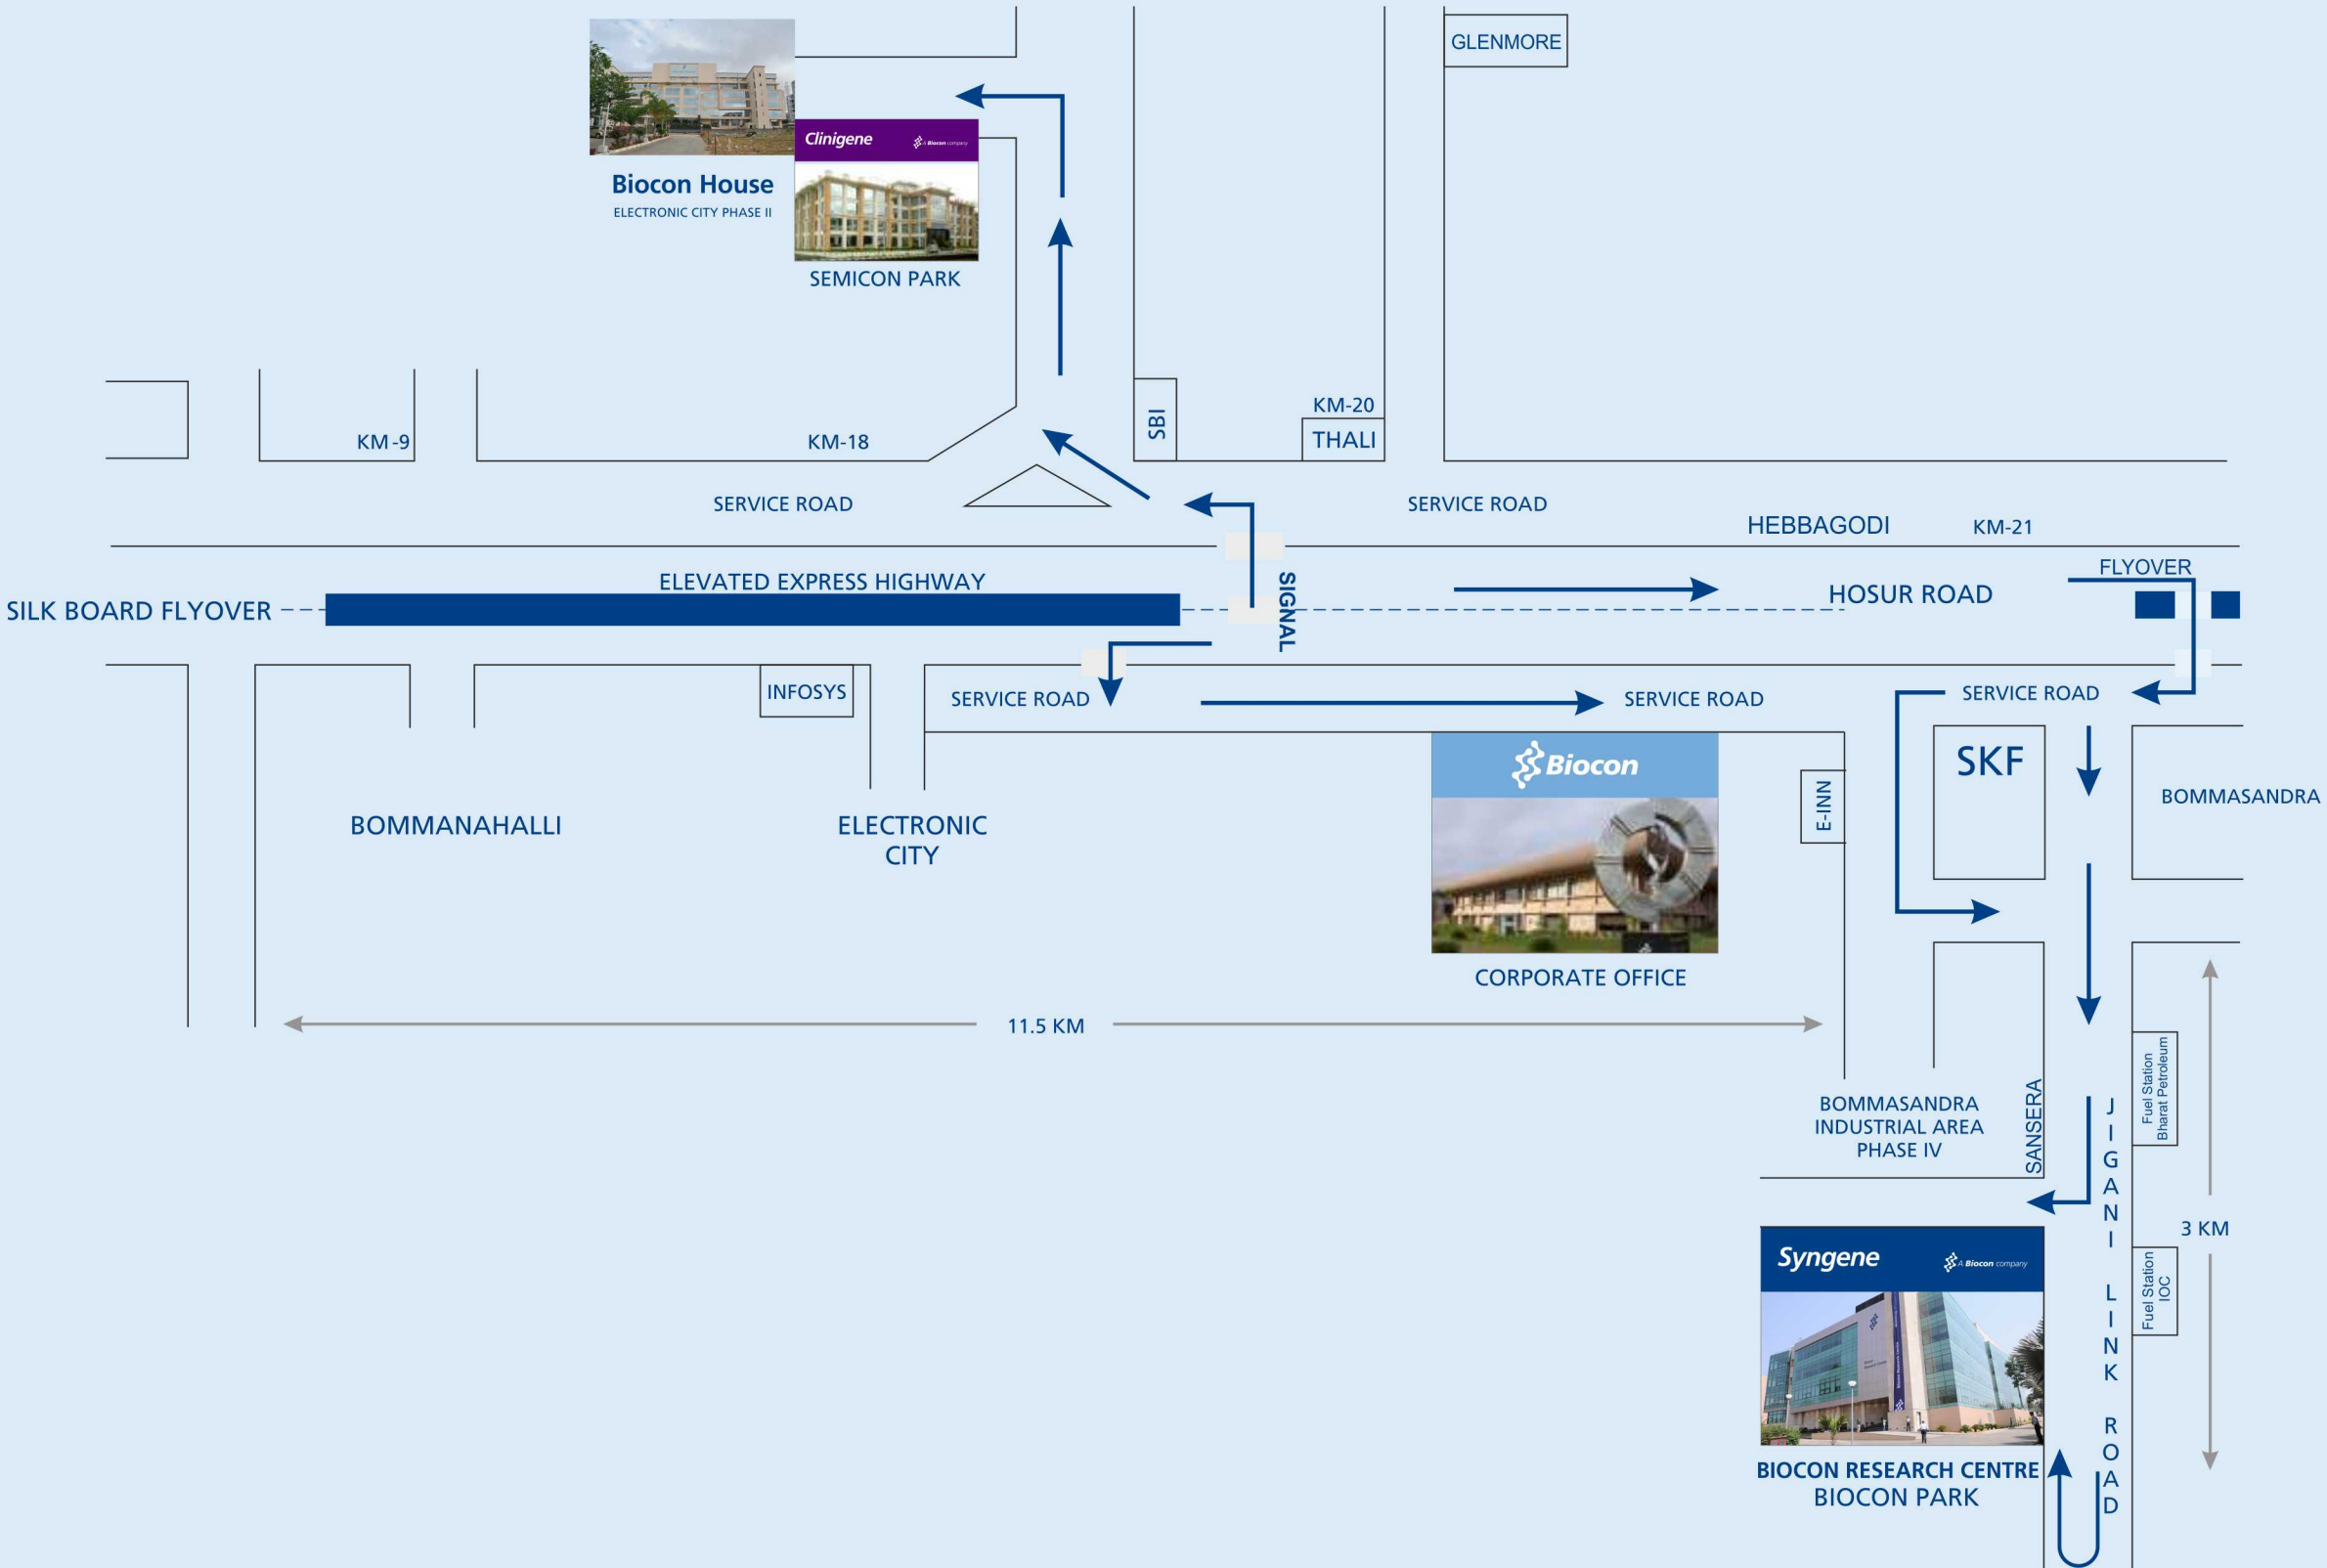 GLENMORE
Clinigene
A Biocon company
Biocon House
ELECTRONIC CITY PHASE II
SEMICON PARK
KM -9
KM-18
SBI
KM-20
THALI
SERVICE ROAD
SERVICE ROAD
HEBBAGODI
KM-21
ELEVATED EXPRESS HIGHWAY
SIGNAL
FLYOVER
SILK BOARD FLYOVER
HOSUR ROAD
INFOSYS
SERVICE ROAD
SERVICE ROAD
SERVICE ROAD
Biocon
SKF
E-INN
BOMMASANDRA
BOMMANAHALLI
ELECTRONIC
CITY
CORPORATE OFFICE
11.5 KM
Fuel Station
Bharat Petroleum
BOMMASANDRA
INDUSTRIAL AREA
PHASE IV
SANSERA
JIGANI LINK ROAD
3 KM
Syngene
A Biocon company
Fuel Station
IOC
BIOCON RESEARCH CENTRE
BIOCON PARK